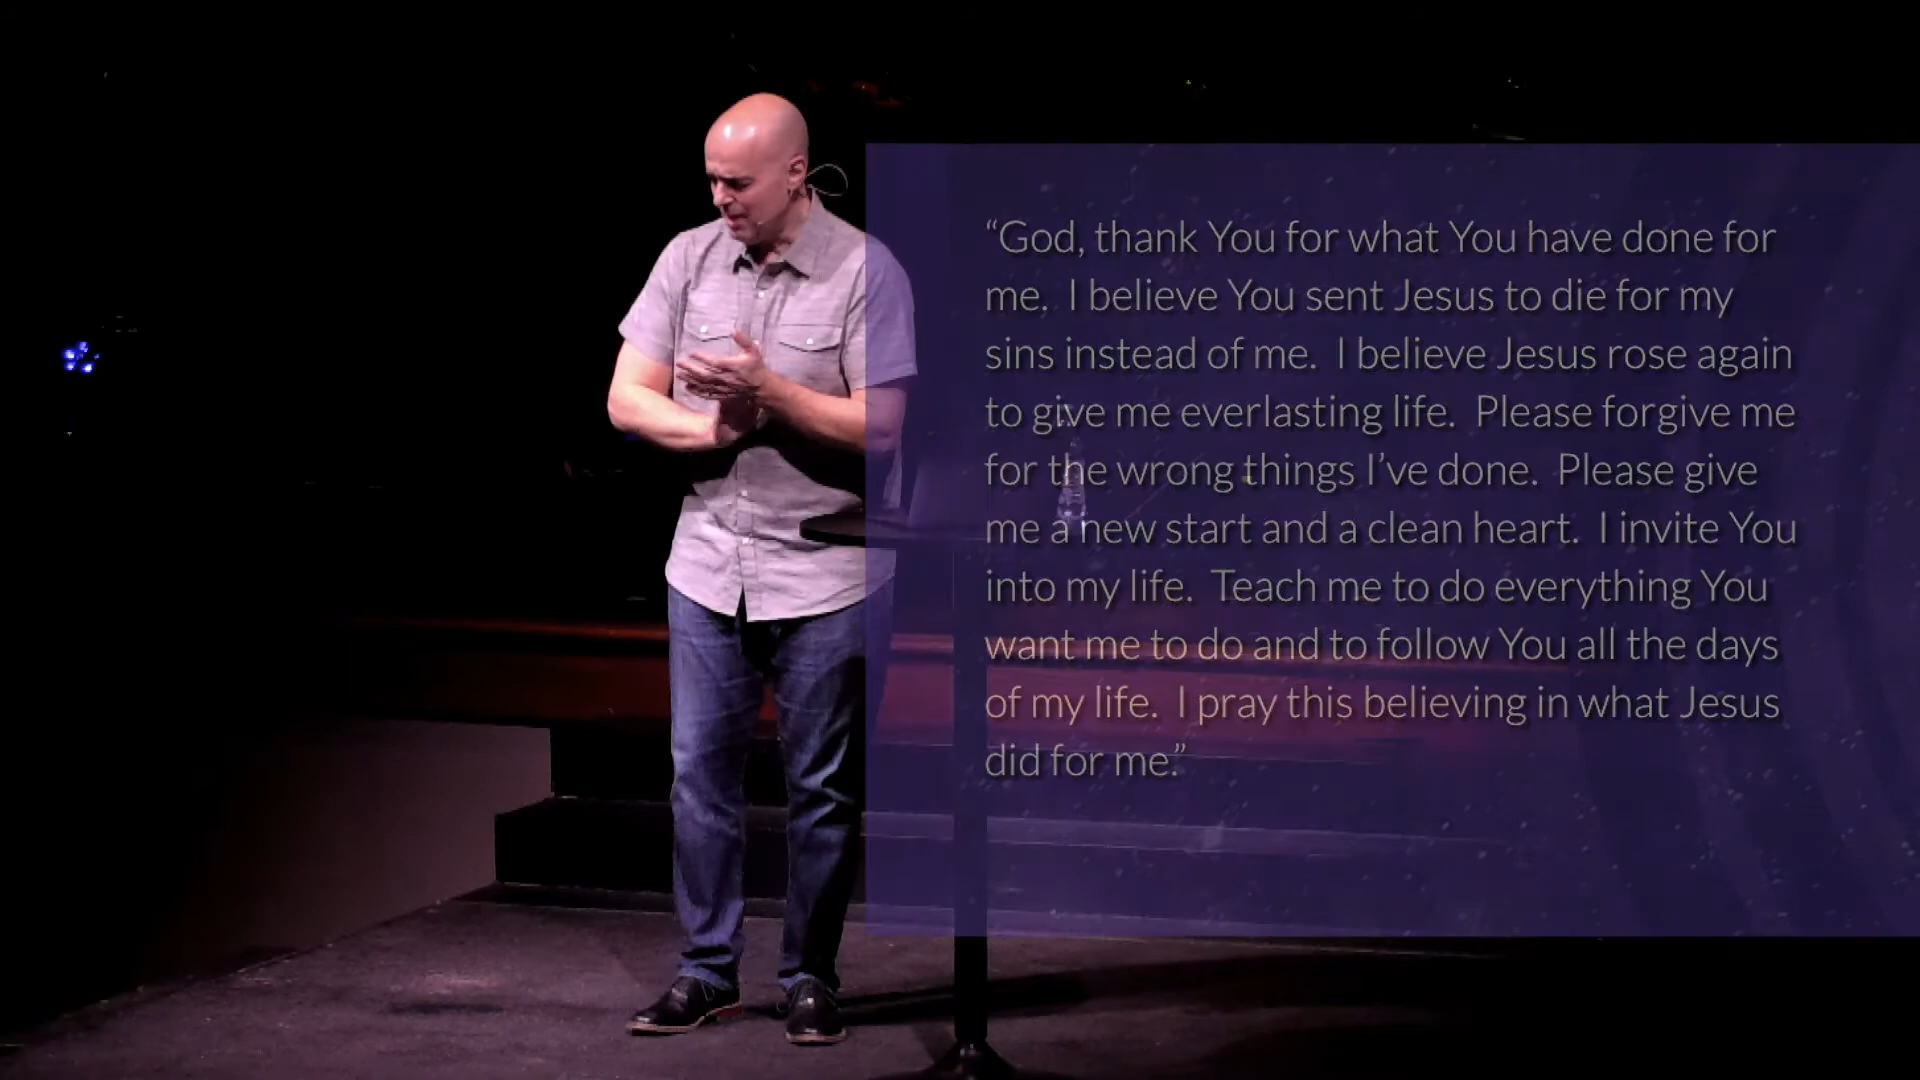 “God, thank You for what You have done for
me.  I believe You sent Jesus to die for my
sins instead of me.  I believe Jesus rose again
to give me everlasting life.  Please forgive me
for the wrong things I’ve done.  Please give
me a new start and a clean heart.  I invite You
into my life.  Teach me to do everything You
want me to do and to follow You all the days
of my life.  I pray this believing in what Jesus
did for me.”